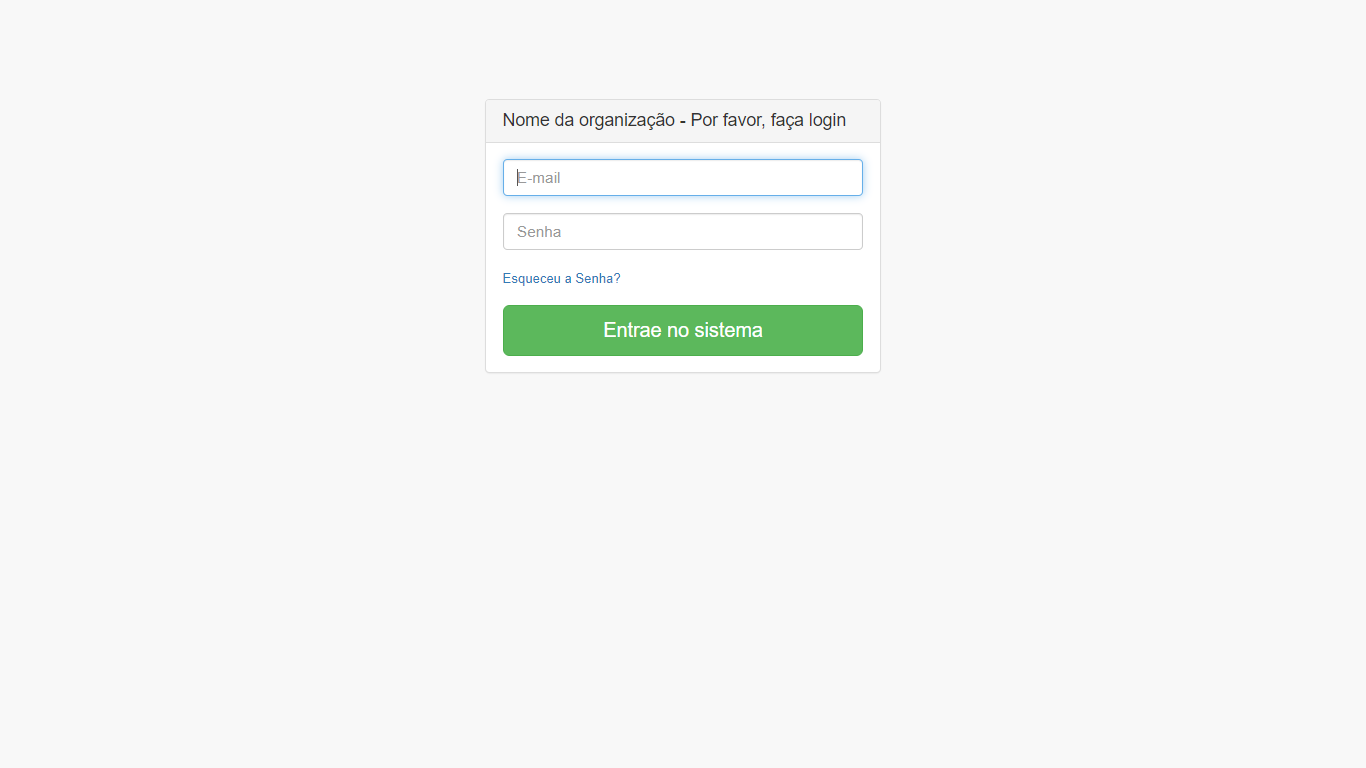 Nome da organização - Por favor, faça login
E-mail
Senha
Esqueceu a Senha?
Entrae no sistema